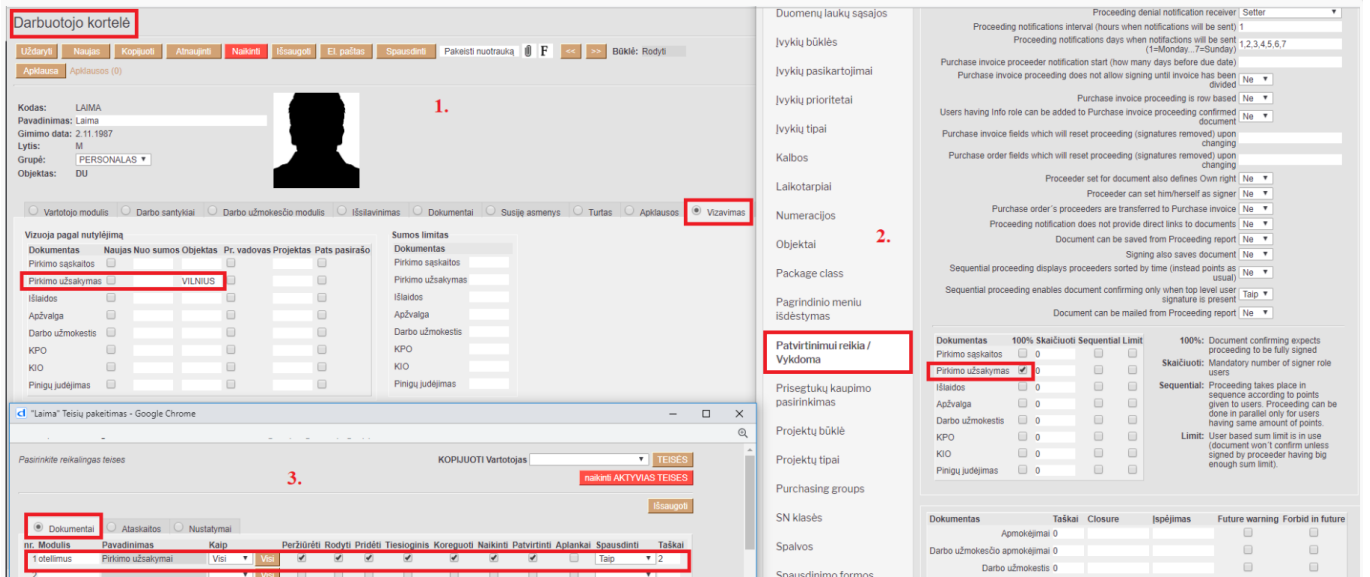 Darbuotojo kortelė
Uždaryti Naujas Kopijuoti Atnaujinti Naikinti Išsaugoti El. paštas Spausdinti Pakeisti nuotrauką F << >> Būklė: Rodyti
Apklausa Apklausos (0)
1.
Kodas: LAIMA
Pavadinimas: Laima
Gimimo data: 2.11.1987
Lytis: M
Grupė: PERSONALAS
Objektas: DU
Vartotojo modulis Darbo santykiai Darbo užmokesčio modulis Išsilavinimas Dokumentai Susiję asmenys Turtas Apklausos Vizavimas
Vizuoja pagal nutylėjimą
Dokumentas Naujas Nuo sumos Objektas Pr. vadovas Projektas Pats pasirašo
Pirkimo sąskaitos
Pirkimo užsakymas VILNIUS
Išlaidos
Apžvalga
Darbo užmokestis
KPO
KIO
Pinigų judėjimas
Sumos limitas
Dokumentas
Pirkimo sąskaitos
Pirkimo užsakymas
Išlaidos
Apžvalga
Darbo užmokestis
KPO
KIO
Pinigų judėjimas
"Laima" Teisių pakeitimas - Google Chrome
Pasirinkite reikalingas teises
KOPIJUOTI Vartotojas TEISĖS
naikinti AKTYVIAS TEISES
3.
Išsaugoti
Dokumentai Ataskaitos Nustatymai
nr. Modulis Pavadinimas Kaip Peržiūrėti Rodyti Pridėti Tiesioginis Koreguoti Naikinti Patvirtinti Aplankai Spausdinti Taškai
1 otellimus Pirkimo užsakymai Visi Visi Taip 2
2
Duomenų laukų sąsajos
Įvykių būklės
Įvykių pasikartojimai
Įvykių prioritetai
Įvykių tipai
Kalbos
Laikotarpiai
Numeracijos
Objektai
Package class
Pagrindinio meniu
išdėstymas
Patvirtinimui reikia /
Vykdoma
Prisegtukų kaupimo
pasirinkimas
Projektų būklė
Projektų tipai
Purchasing groups
SN klasės
Spalvos
Spausdinimo formos
2.
Proceeding denial notification receiver Setter
Proceeding notifications interval (hours when notifications will be sent) 1
Proceeding notifications days when notifactions will be sent
(1=Monday...7=Sunday) 1,2,3,4,5,6,7
Purchase invoice proceeder notification start (how many days before due date)
Purchase invoice proceeding does not allow signing until invoice has been
divided Ne
Purchase invoice proceeding is row based Ne
Users having Info role can be added to Purchase invoice proceeding confirmed
document Ne
Purchase invoice fields which will reset proceeding (signatures removed) upon
changing
Purchase order fields which will reset proceeding (signatures removed) upon
changing
Proceeder set for document also defines Own right Ne
Proceeder can set him/herself as signer Ne
Purchase order`s proceeders are transferred to Purchase invoice Ne
Proceeding notification does not provide direct links to documents Ne
Document can be saved from Proceeding report Ne
Signing also saves document Ne
Sequential proceeding displays proceeders sorted by time (instead points as
usual) Ne
Sequential proceeding enables document confirming only when top level user
signature is present Taip
Document can be mailed from Proceeding report Ne
Dokumentas 100% Skaičiuoti Sequential Limit
Pirkimo sąskaitos 0
Pirkimo užsakymas 0
Išlaidos 0
Apžvalga 0
Darbo užmokestis 0
KPO 0
KIO 0
Pinigų judėjimas 0
100%: Document confirming expects
proceeding to be fully signed
Skaičiuoti: Mandatory number of signer role
users
Sequential: Proceeding takes place in
sequence according to points
given to users. Proceeding can be
done in parallel only for users
having same amount of points.
Limit: User based sum limit is in use
(document won`t confirm unless
signed by proceeder having big
enough sum limit).
Dokumentas Taškai Closure Įspėjimas Future warning Forbid in future
Apmokėjimai 0
Darbo užmokesčio apmokėjimai 0
Darbo užmokestis 0